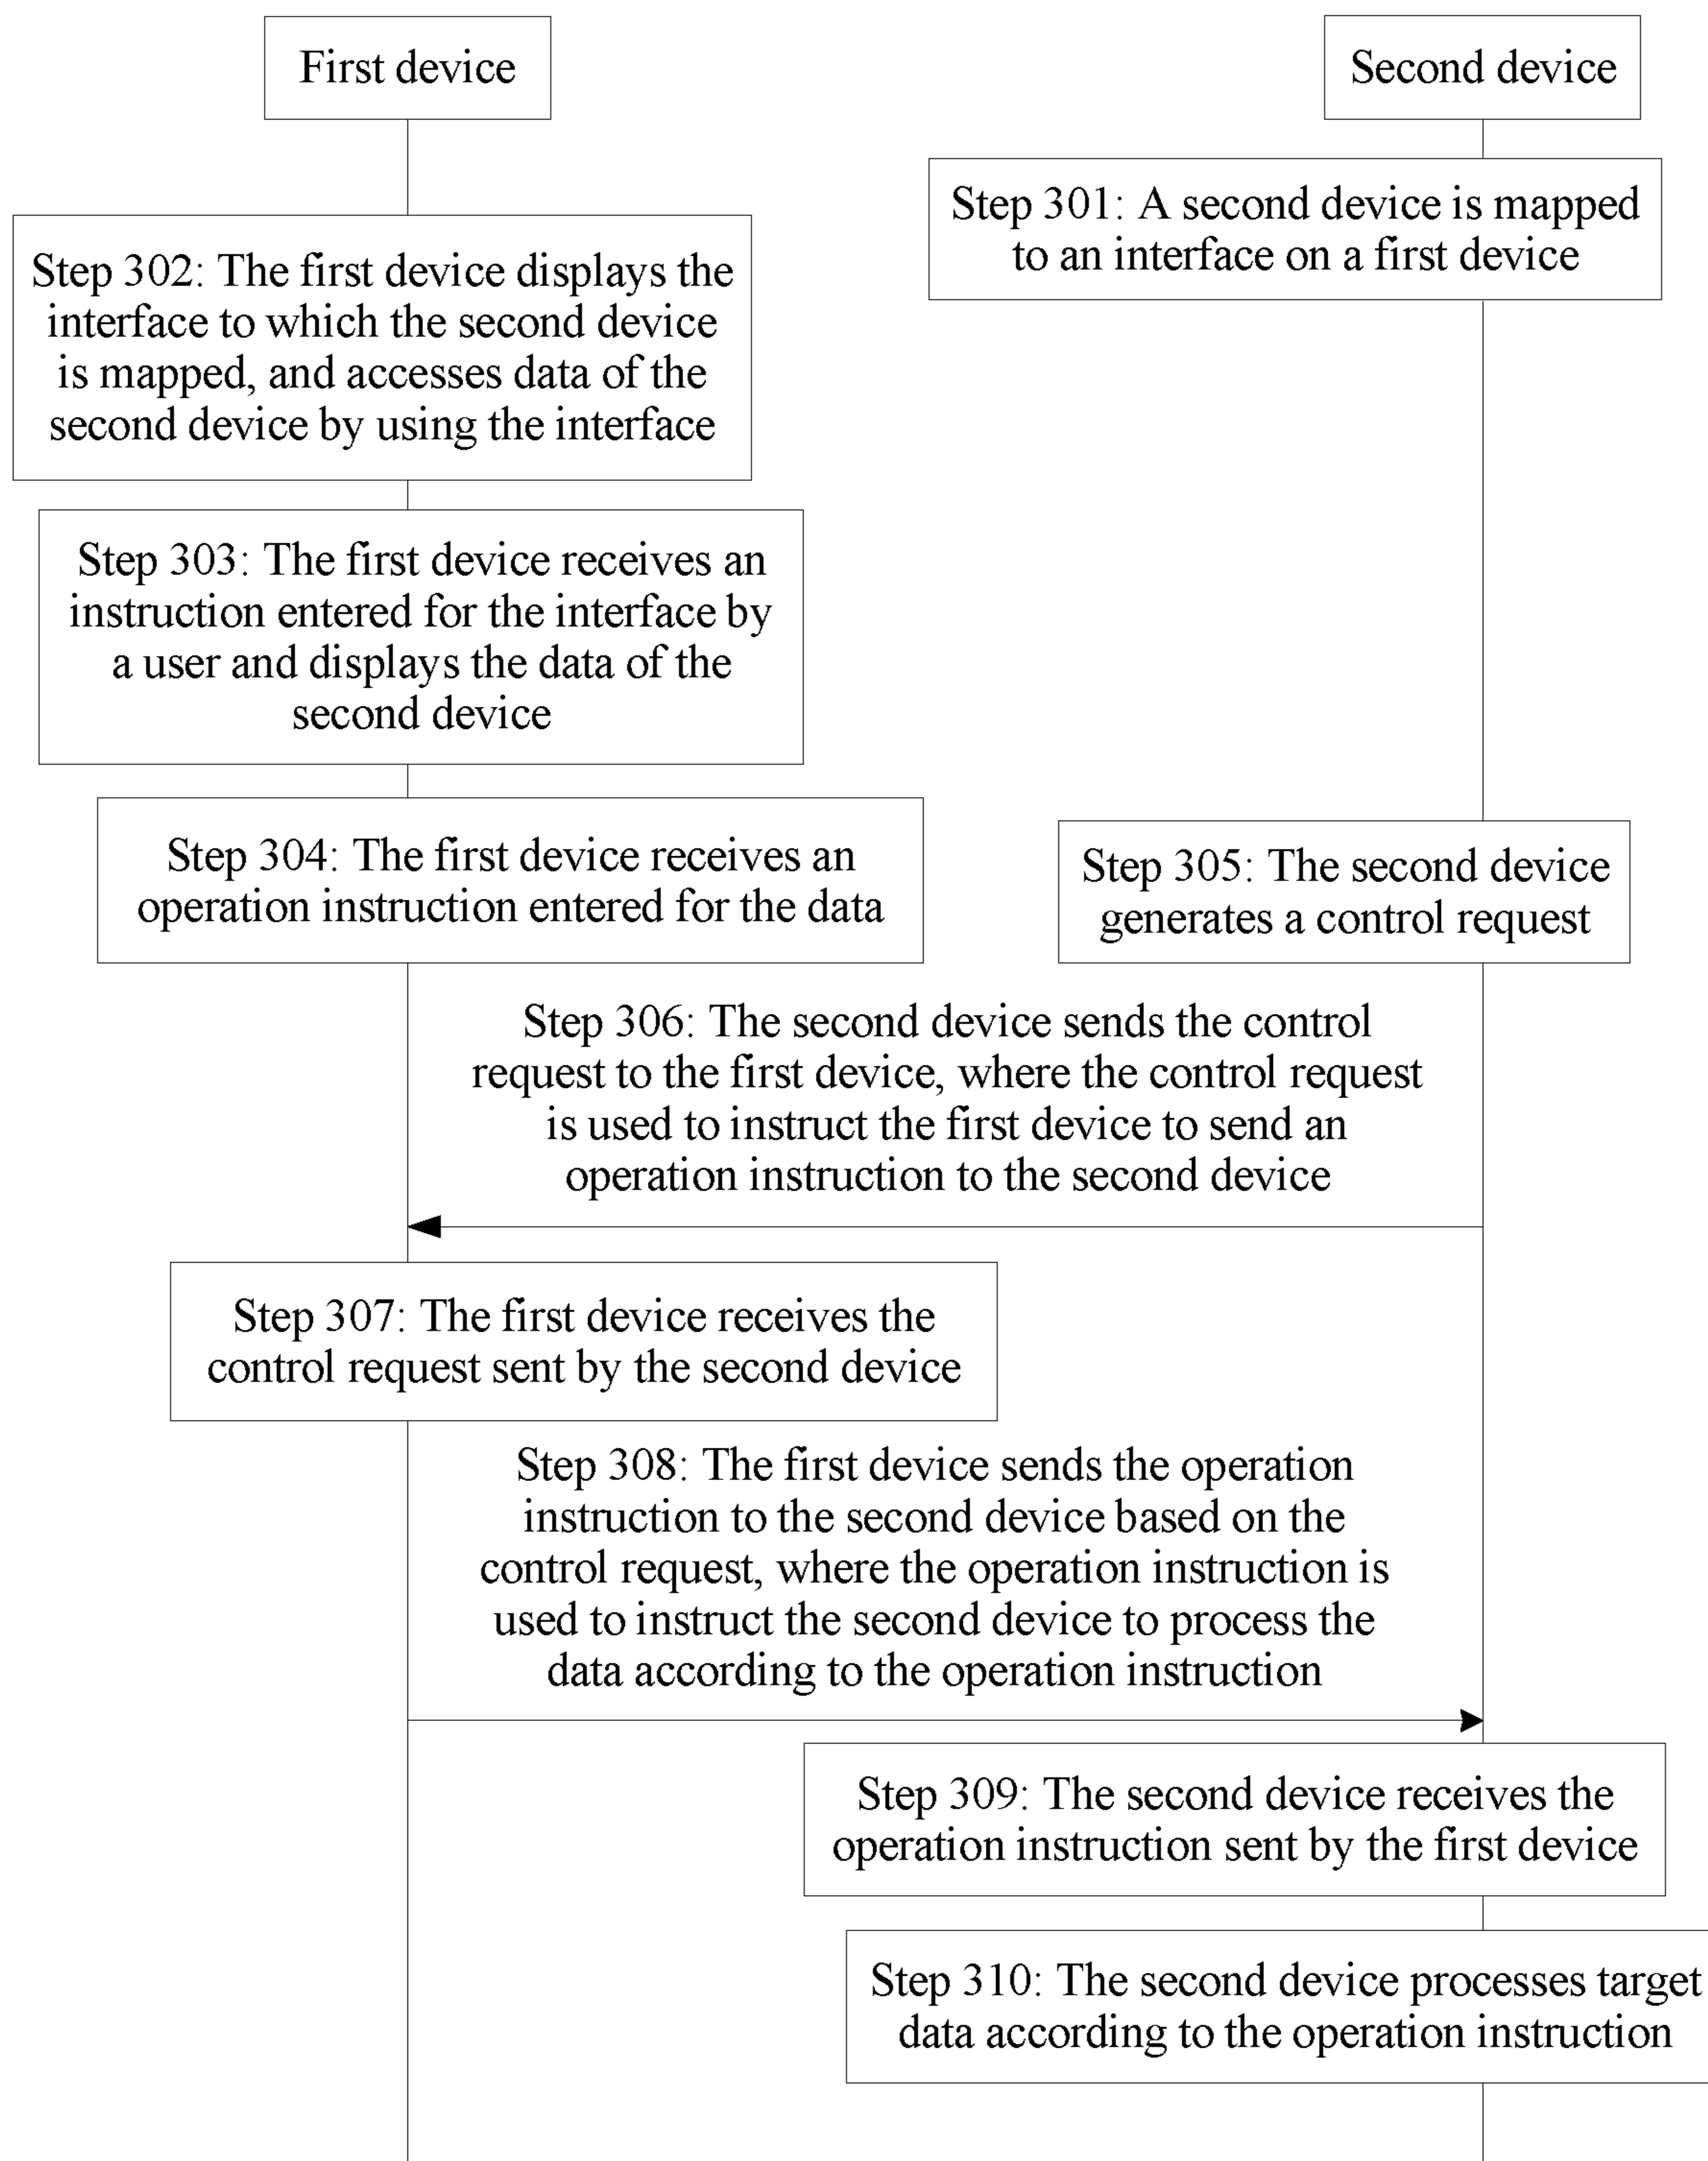 First device
Second device
Step 301: A second device is mapped
to an interface on a first device
Step 302: The first device displays the
interface to which the second device
is mapped, and accesses data of the
second device by using the interface
Step 303: The first device receives an
instruction entered for the interface by
a user and displays the data of the
second device
Step 304: The first device receives an
operation instruction entered for the data
Step 305: The second device
generates a control request
Step 306: The second device sends the control
request to the first device, where the control request
is used to instruct the first device to send an
operation instruction to the second device
Step 307: The first device receives the
control request sent by the second device
Step 308: The first device sends the operation
instruction to the second device based on the
control request, where the operation instruction is
used to instruct the second device to process the
data according to the operation instruction
Step 309: The second device receives the
operation instruction sent by the first device
Step 310: The second device processes target
data according to the operation instruction